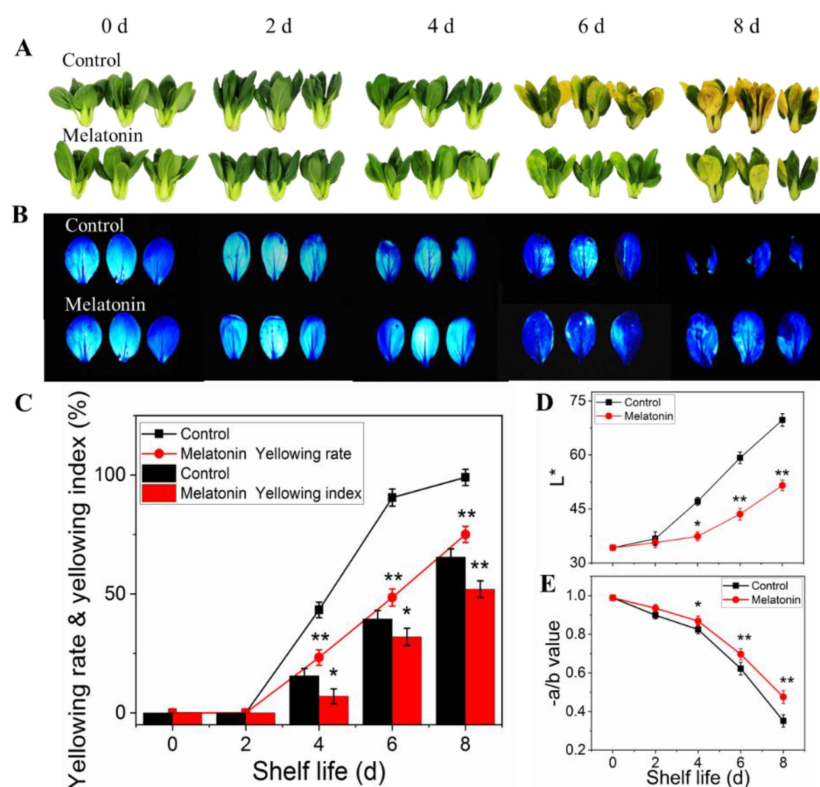 0 d 2 d 4 d 6 d 8 d
A
Control
Melatonin
B
Control
Melatonin
C
Yellowing rate & yellowing index (%)
100
50
0
Control
Melatonin Yellowing rate
Control
Melatonin Yellowing index
** * ** * ** **
0 2 4 6 8
Shelf life (d)
D
L*
75
60
45
30
Control
Melatonin
* ** **
E
-a/b value
1.0
0.8
0.6
0.4
0.2
Control
Melatonin
* ** **
0 2 4 6 8
Shelf life (d)